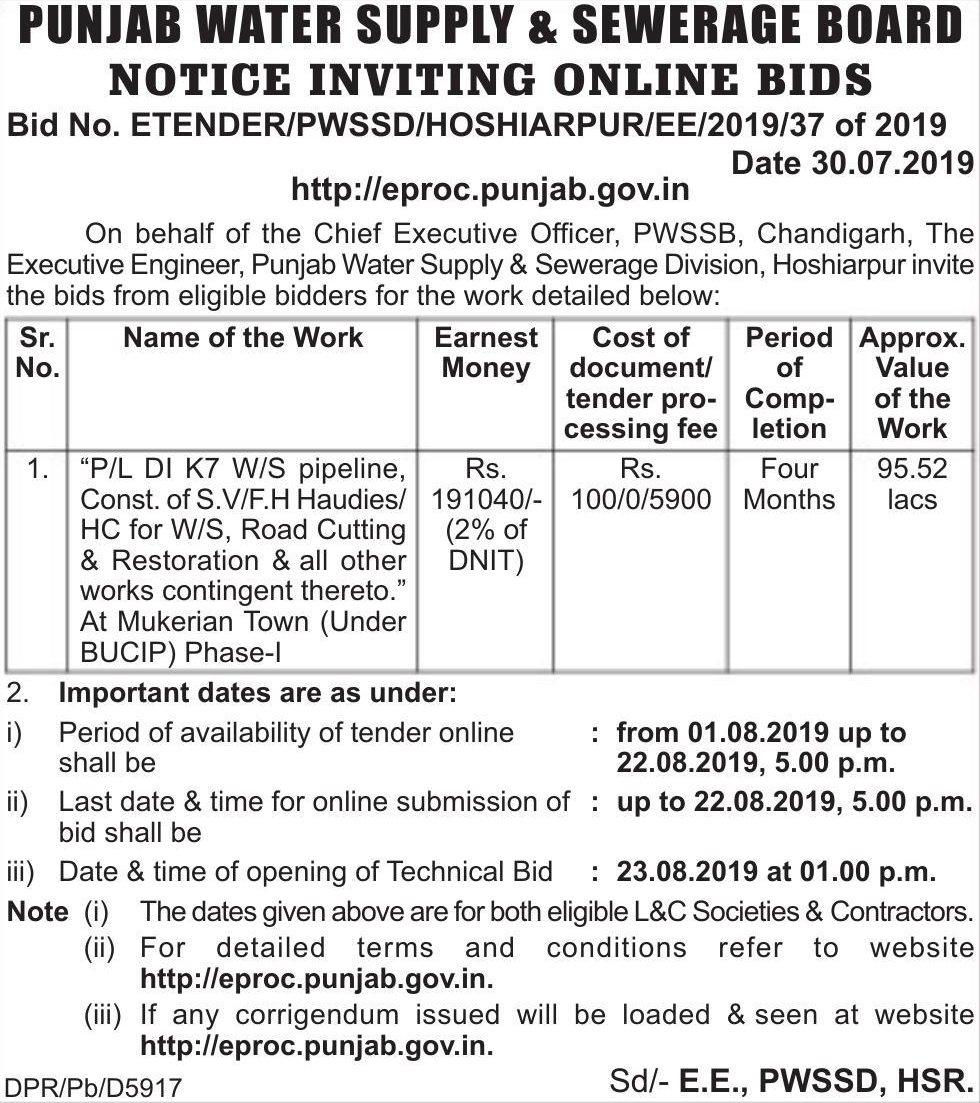 PUNJAB WATER SUPPLY & SEWERAGE BOARD
NOTICE INVITING ONLINE BIDS
Bid No. ETENDER/PWSSD/HOSHIARPUR/EE/2019/37 of 2019
Date 30.07.2019
http://eproc.punjab.gov.in
On behalf of the Chief Executive Officer, PWSSB, Chandigarh, The
Executive Engineer, Punjab Water Supply & Sewerage Division, Hoshiarpur invite
the bids from eligible bidders for the work detailed below:
Sr. No. Name of the Work Earnest Money Cost of document/ tender pro- cessing fee Period of Comp- letion Approx. Value of the Work
1. “P/L DI K7 W/S pipeline, Rs. Rs. Four 95.52
Const. of S.V/F.H Haudies/ 191040/- 100/0/5900 Months lacs
HC for W/S, Road Cutting (2% of
& Restoration & all other DNIT)
works contingent thereto.”
At Mukerian Town (Under
BUCIP) Phase-I
2. Important dates are as under:
i) Period of availability of tender online : from 01.08.2019 up to
shall be 22.08.2019, 5.00 p.m.
ii) Last date & time for online submission of : up to 22.08.2019, 5.00 p.m.
bid shall be
iii) Date & time of opening of Technical Bid : 23.08.2019 at 01.00 p.m.
Note (i) The dates given above are for both eligible L&C Societies & Contractors.
(ii) For detailed terms and conditions refer to website
http://eproc.punjab.gov.in.
(iii) If any corrigendum issued will be loaded & seen at website
http://eproc.punjab.gov.in.
DPR/Pb/D5917 Sd/- E.E., PWSSD, HSR.